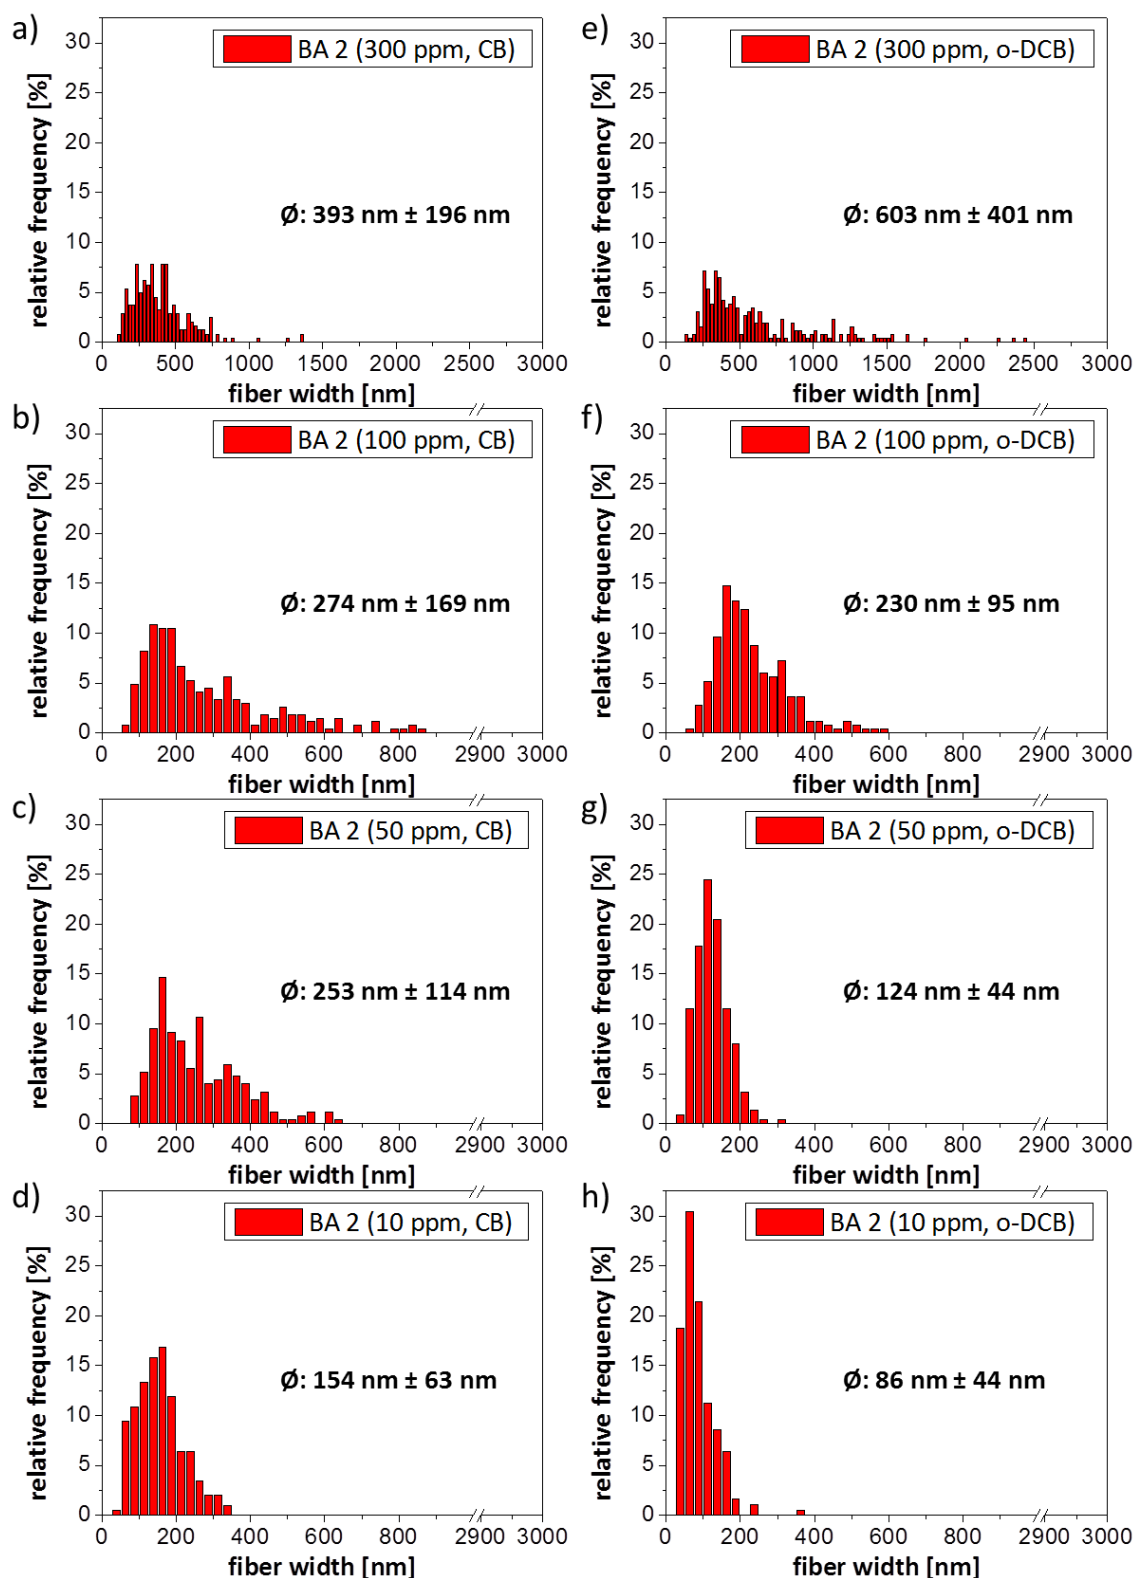 a)
30
25
20
15
10
5
0
relative frequency [%]
BA 2 (300 ppm, CB)
Ø: 393 nm ± 196 nm
0 500 1000 1500 2000 2500 3000
fiber width [nm]
e)
30
25
20
15
10
5
0
relative frequency [%]
BA 2 (300 ppm, o-DCB)
Ø: 603 nm ± 401 nm
0 500 1000 1500 2000 2500 3000
fiber width [nm]
b)
30
25
20
15
10
5
0
relative frequency [%]
BA 2 (100 ppm, CB)
Ø: 274 nm ± 169 nm
0 200 400 600 800 2900 3000
fiber width [nm]
f)
30
25
20
15
10
5
0
relative frequency [%]
BA 2 (100 ppm, o-DCB)
Ø: 230 nm ± 95 nm
0 200 400 600 800 2900 3000
fiber width [nm]
c)
30
25
20
15
10
5
0
relative frequency [%]
BA 2 (50 ppm, CB)
Ø: 253 nm ± 114 nm
0 200 400 600 800 2900 3000
fiber width [nm]
g)
30
25
20
15
10
5
0
relative frequency [%]
BA 2 (50 ppm, o-DCB)
Ø: 124 nm ± 44 nm
0 200 400 600 800 2900 3000
fiber width [nm]
d)
30
25
20
15
10
5
0
relative frequency [%]
BA 2 (10 ppm, CB)
Ø: 154 nm ± 63 nm
0 200 400 600 800 2900 3000
fiber width [nm]
h)
30
25
20
15
10
5
0
relative frequency [%]
BA 2 (10 ppm, o-DCB)
Ø: 86 nm ± 44 nm
0 200 400 600 800 2900 3000
fiber width [nm]